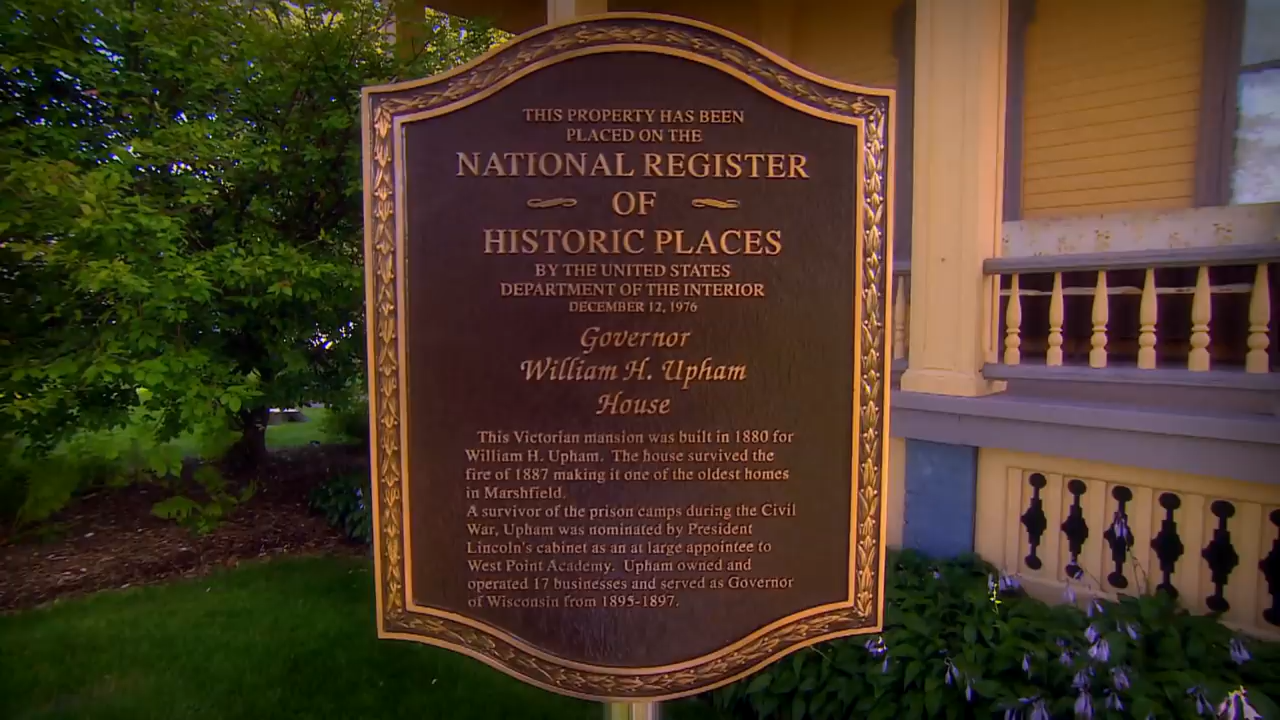 THIS PROPERTY HAS BEEN
PLACED ON THE
NATIONAL REGISTER
OF
HISTORIC PLACES
BY THE UNITED STATES
DEPARTMENT OF THE INTERIOR
DECEMBER 12, 1976
Governor
William H. Upham
House
This Victorian mansion was built in 1880 for
William H. Upham. The house survived the
fire of 1887 making it one of the oldest homes
in Marshfield.
A survivor of the prison camps during the Civil
War, Upham was nominated by President
Lincoln's cabinet as an at large appointee to
West Point Academy. Upham owned and
operated 17 businesses and served as Governor
of Wisconsin from 1895-1897.